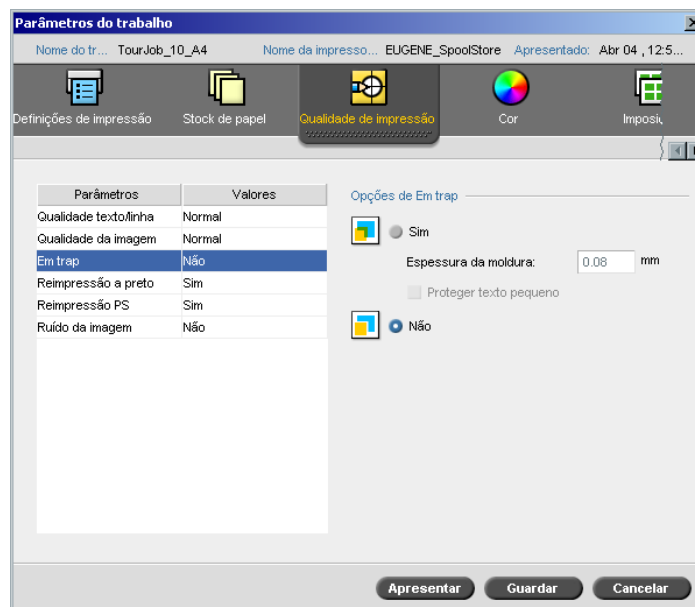 Parâmetros do trabalho
Nome do tr... TourJob_10_A4 Nome da impresso... EUGENE_SpoolStore Apresentado: Abr 04 , 12:5...
Definições de impressão Stock de papel Qualidade de impressão Cor Imposi
Parâmetros Valores Opções de Em trap
Qualidade texto/linha Normal
Sim
Qualidade da imagem Normal
Em trap Não
Espessura da moldura: 0.08 mm
Reimpressão a preto Sim
Proteger texto pequeno
Reimpressão PS Sim
Ruído da imagem Não
Não
Apresentar Guardar Cancelar